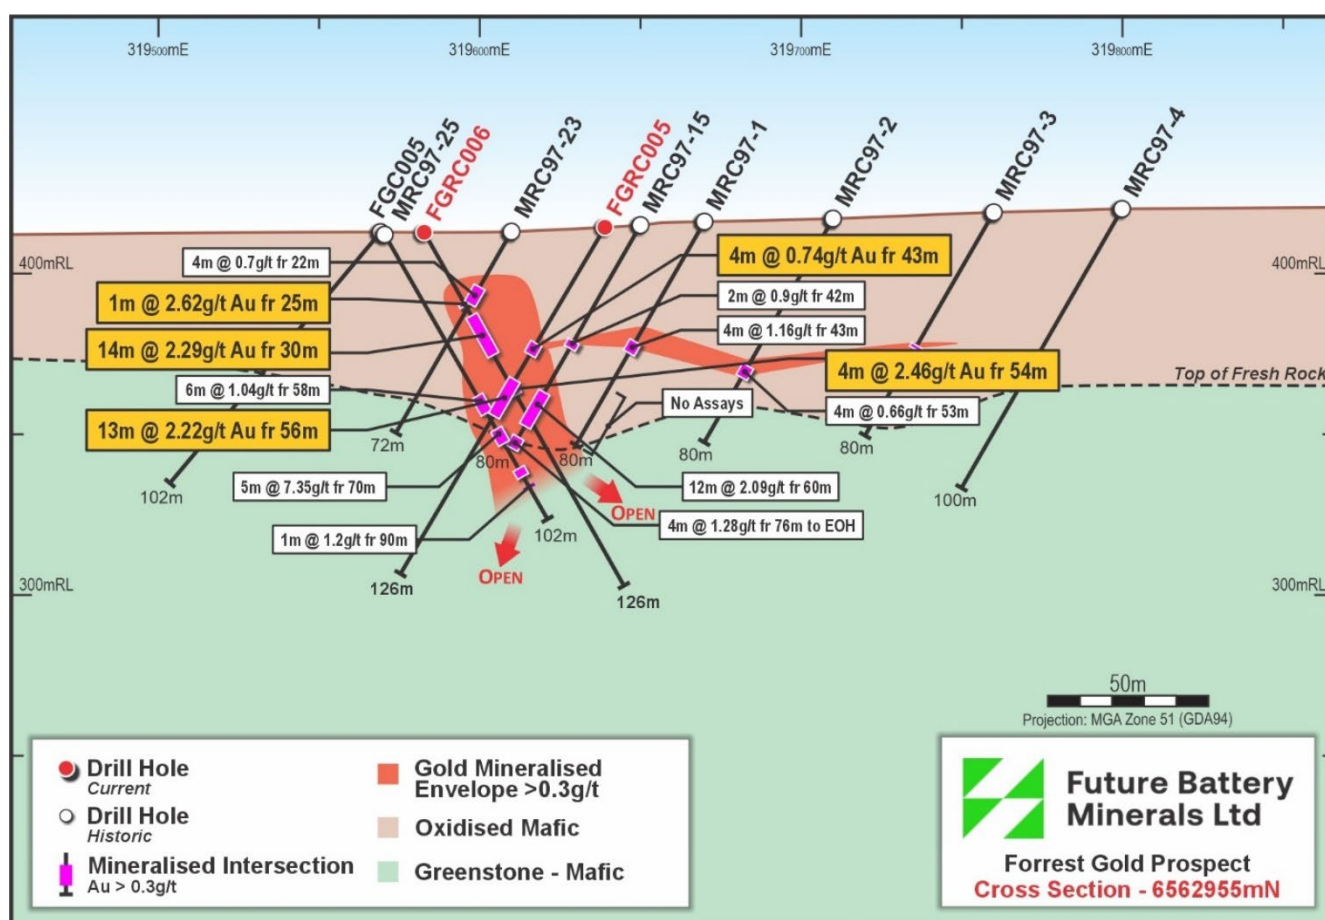 319500mE
319600mE
319700mE
319800mE
FGC005
MRC97-25
FGRC006
MRC97-23
FGRC005
MRC97-15
MRC97-1
MRC97-2
MRC97-3
MRC97-4
400mRL
400mRL
4m @ 0.7g/t fr 22m
4m @ 0.74g/t Au fr 43m
1m @ 2.62g/t Au fr 25m
2m @ 0.9g/t fr 42m
4m @ 1.16g/t fr 43m
14m @ 2.29g/t Au fr 30m
4m @ 2.46g/t Au fr 54m
Top of Fresh Rock
6m @ 1.04g/t fr 58m
No Assays
4m @ 0.66g/t fr 53m
13m @ 2.22g/t Au fr 56m
72m
80m
80m
80m
80m
102m
5m @ 7.35g/t fr 70m
12m @ 2.09g/t fr 60m
100m
OPEN
4m @ 1.28g/t fr 76m to EOH
1m @ 1.2g/t fr 90m
102m
OPEN
126m
126m
300mRL
300mRL
50m
Projection: MGA Zone 51 (GDA94)
Drill Hole
Current
Drill Hole
Historic
Mineralised Intersection
Au > 0.3g/t
Gold Mineralised
Envelope >0.3g/t
Oxidised Mafic
Greenstone - Mafic
Future Battery
Minerals Ltd
Forrest Gold Prospect
Cross Section - 6562955mN